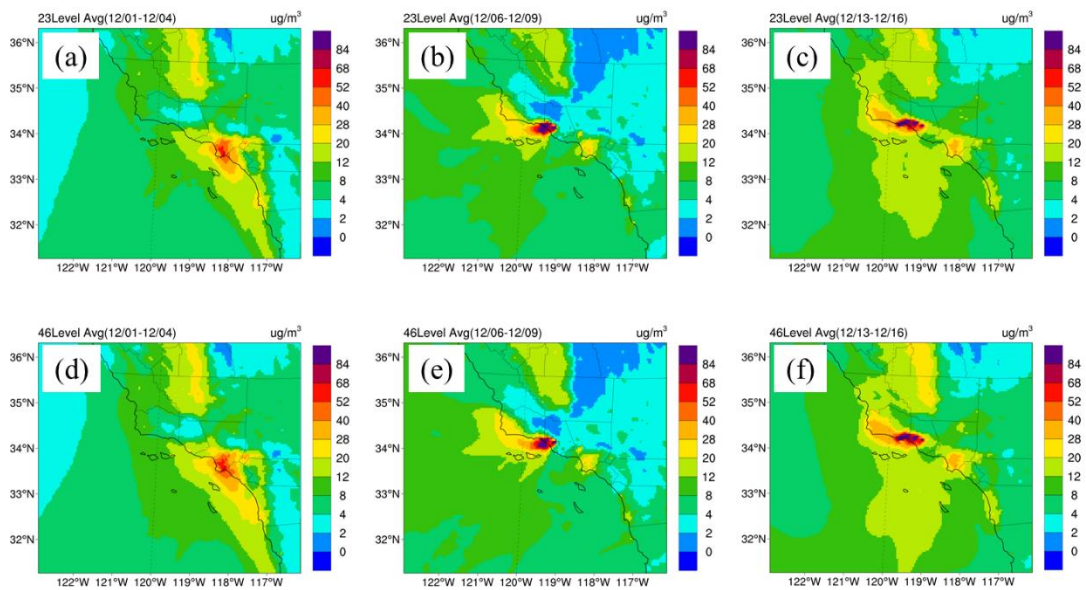 23Level Avg(12/01-12/04) ug/m³
(a)
36°N
35°N
34°N
33°N
32°N
122°W 121°W 120°W 119°W 118°W 117°W
84
68
52
40
28
20
12
8
4
2
0
23Level Avg(12/06-12/09) ug/m³
(b)
36°N
35°N
34°N
33°N
32°N
122°W 121°W 120°W 119°W 118°W 117°W
84
68
52
40
28
20
12
8
4
2
0
23Level Avg(12/13-12/16) ug/m³
(c)
36°N
35°N
34°N
33°N
32°N
122°W 121°W 120°W 119°W 118°W 117°W
84
68
52
40
28
20
12
8
4
2
0
46Level Avg(12/01-12/04) ug/m³
(d)
36°N
35°N
34°N
33°N
32°N
122°W 121°W 120°W 119°W 118°W 117°W
84
68
52
40
28
20
12
8
4
2
0
46Level Avg(12/06-12/09) ug/m³
(e)
36°N
35°N
34°N
33°N
32°N
122°W 121°W 120°W 119°W 118°W 117°W
84
68
52
40
28
20
12
8
4
2
0
46Level Avg(12/13-12/16) ug/m³
(f)
36°N
35°N
34°N
33°N
32°N
122°W 121°W 120°W 119°W 118°W 117°W
84
68
52
40
28
20
12
8
4
2
0